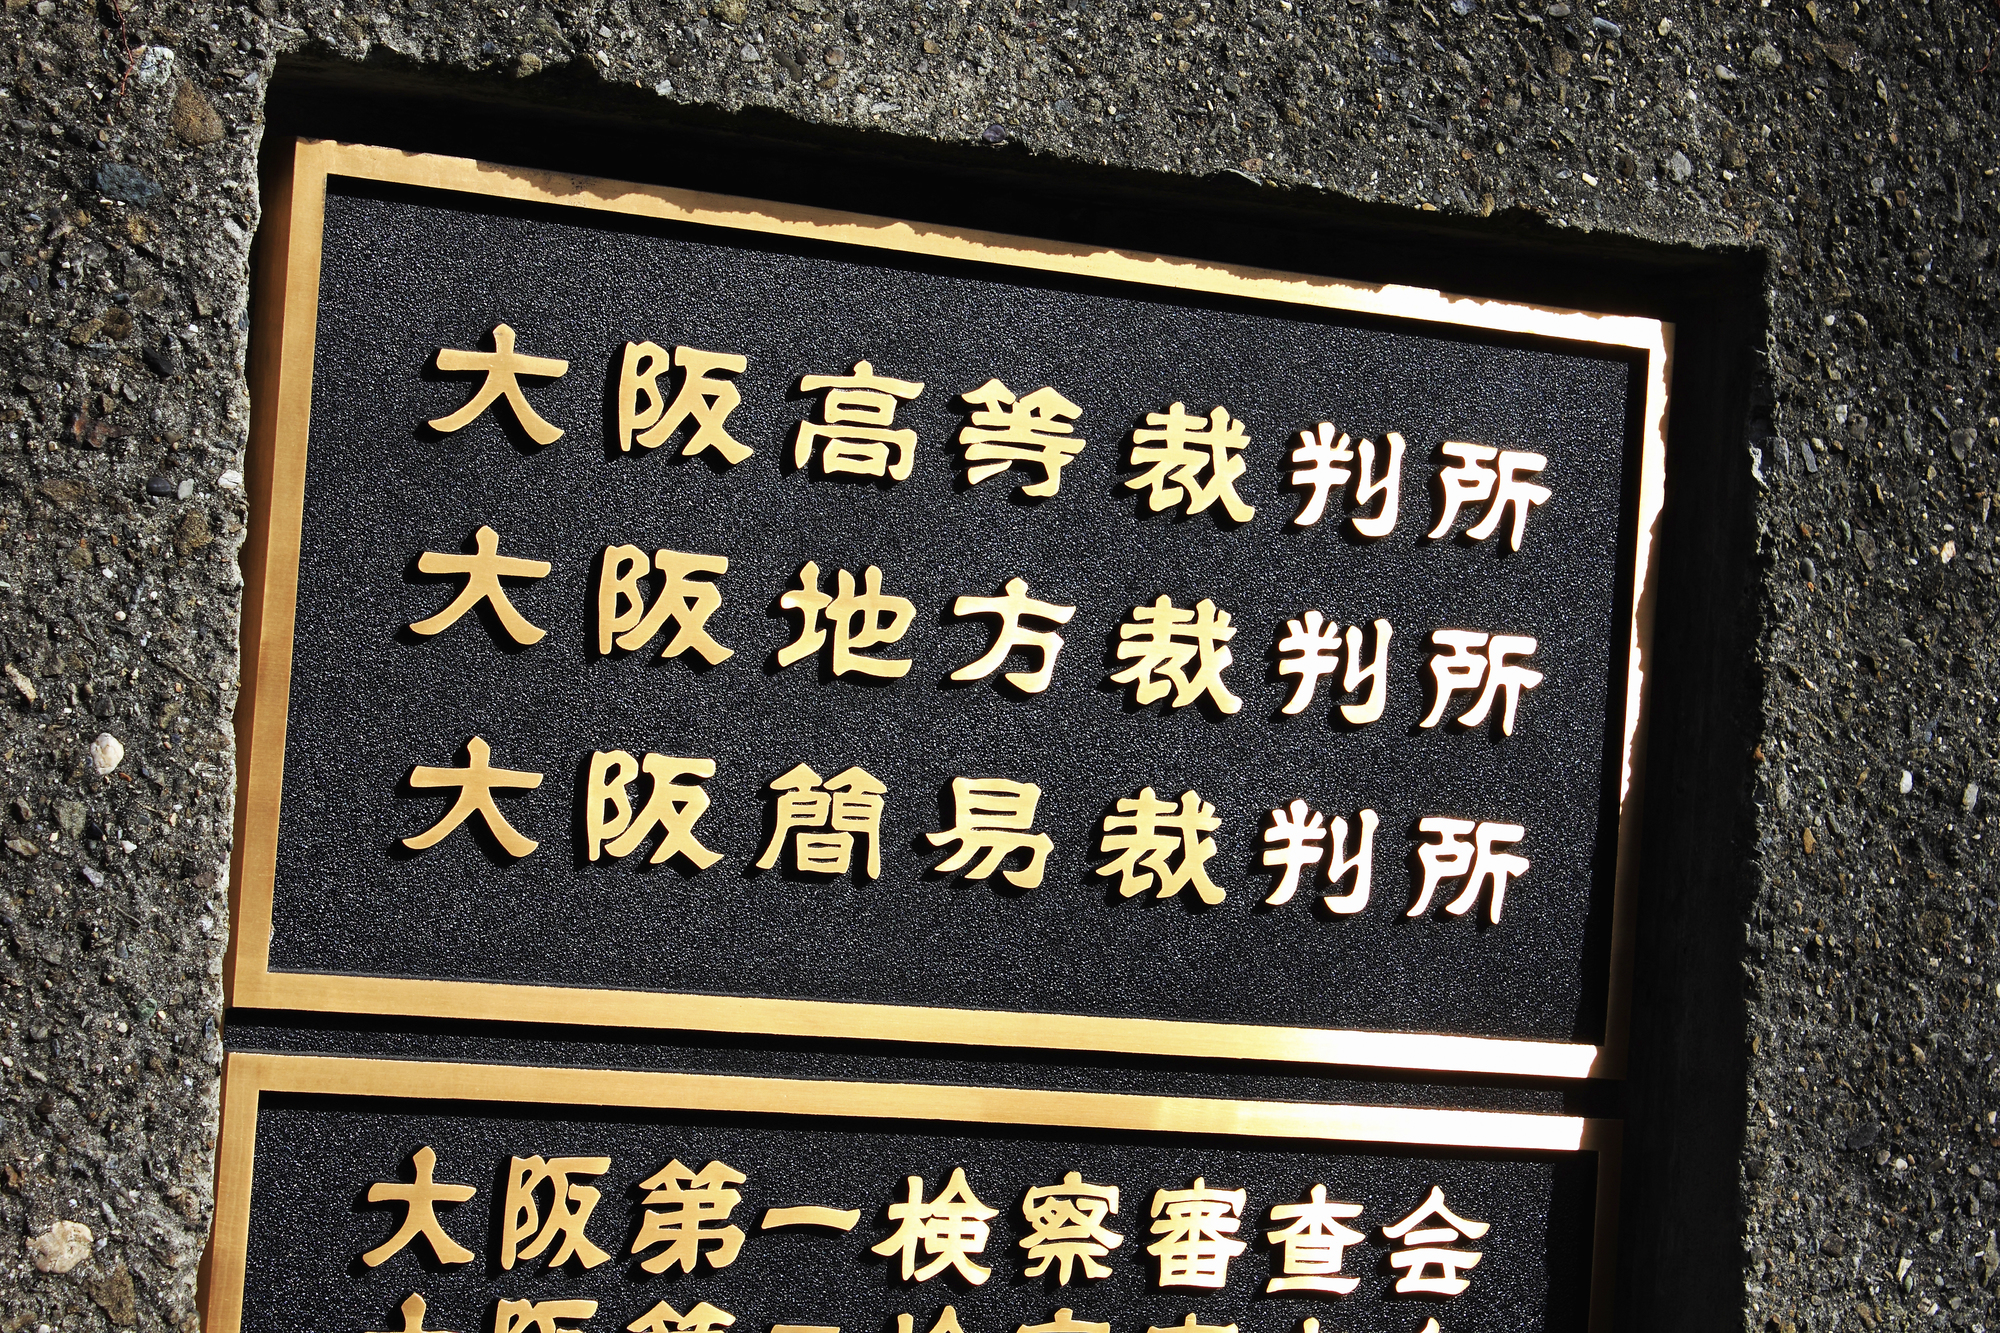 大阪高等裁判所
大阪地方裁判所
大阪簡易裁判所
大阪第一検察審査会